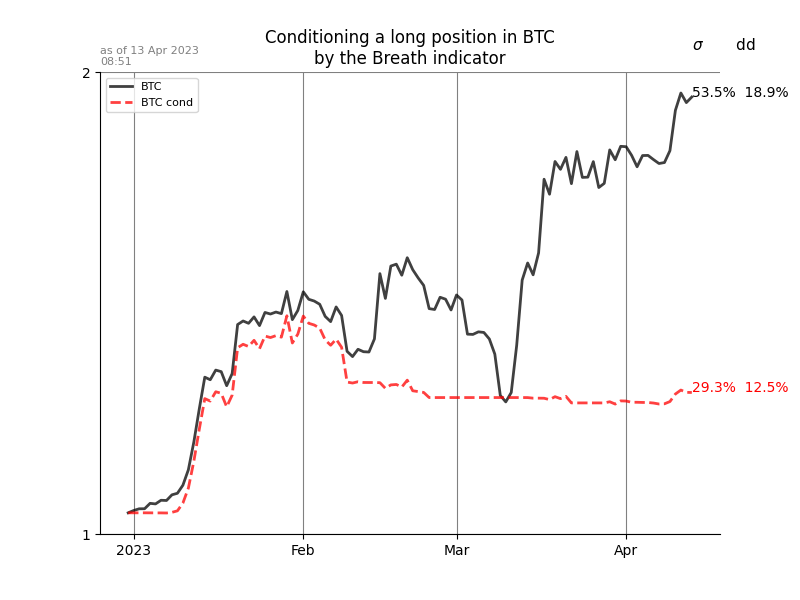 Conditioning a long position in BTC
by the Breath indicator
as of 13 Apr 2023
08:51
σ dd
2
BTC
BTC cond
53.5% 18.9%
29.3% 12.5%
1
2023 Feb Mar Apr